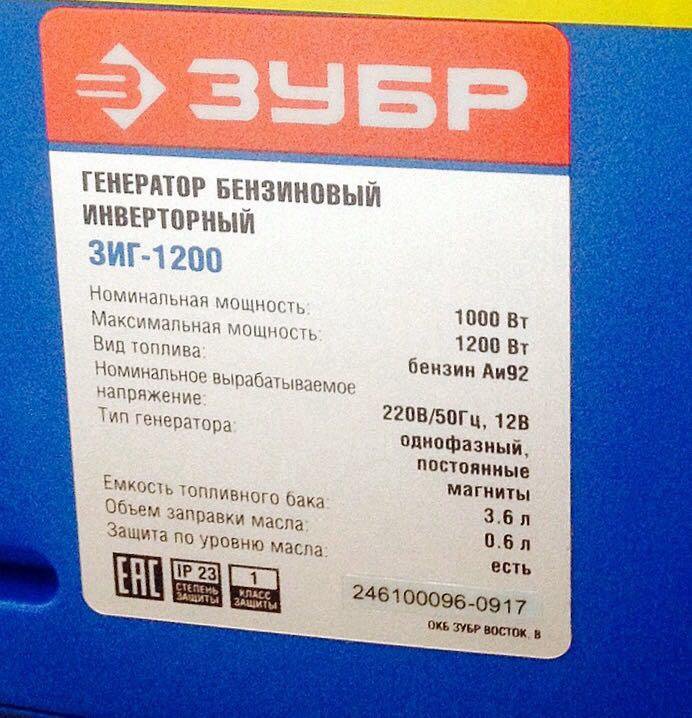 ЗУБР
ГЕНЕРАТОР БЕНЗИНОВЫЙ
ИНВЕРТОРНЫЙ
ЗИГ-1200
Номинальная мощность: 1000 Вт
Максимальная мощность: 1200 Вт
Вид топлива: бензин Аи92
Номинальное вырабатываемое
напряжение: 220В/50Гц, 12В
Тип генератора: однофазный,
постоянные
магниты
Емкость топливного бака: 3.6 л
Объем заправки масла: 0.6 л
Защита по уровню масла: есть
EAC IP 23 1
СТЕПЕНЬ КЛАСС
ЗАЩИТЫ ЗАЩИТЫ
246100096-0917
ОКБ ЗУБР ВОСТОК. В